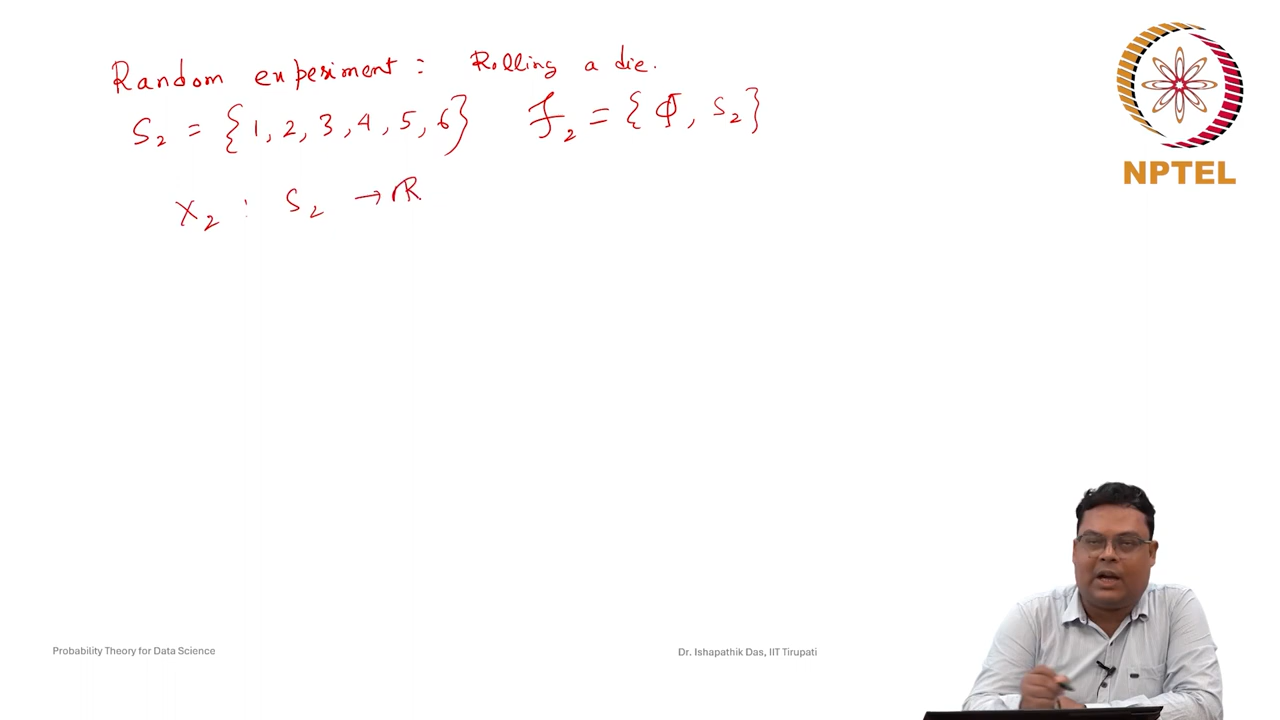 Random experiment : Rolling a die.
S₂ = {1, 2, 3, 4, 5, 6} 𝓕₂ = {Φ, S₂}
X₂ : S₂ → ℝ
NPTEL
Probability Theory for Data Science
Dr. Ishapathik Das, IIT Tirupati